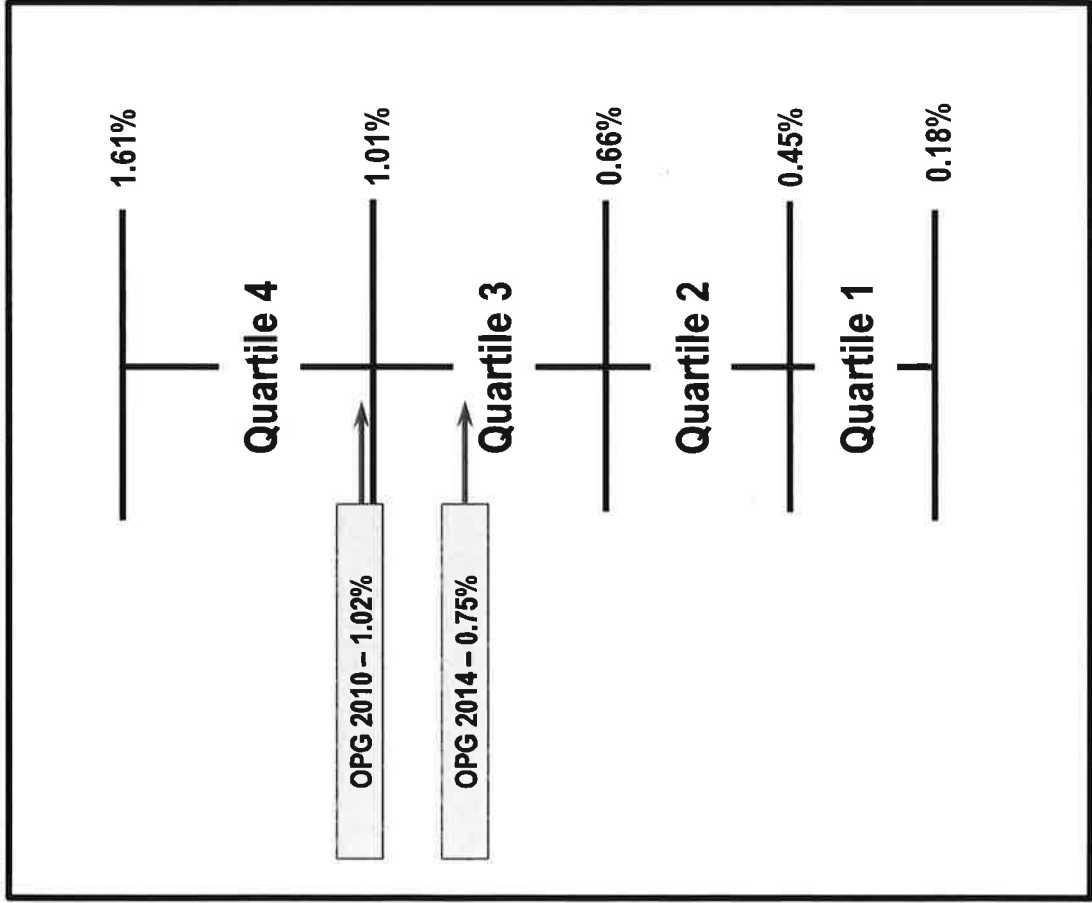 1.61%
Quartile 4
OPG 2010 – 1.02%
1.01%
OPG 2014 – 0.75%
Quartile 3
0.66%
Quartile 2
0.45%
Quartile 1
0.18%